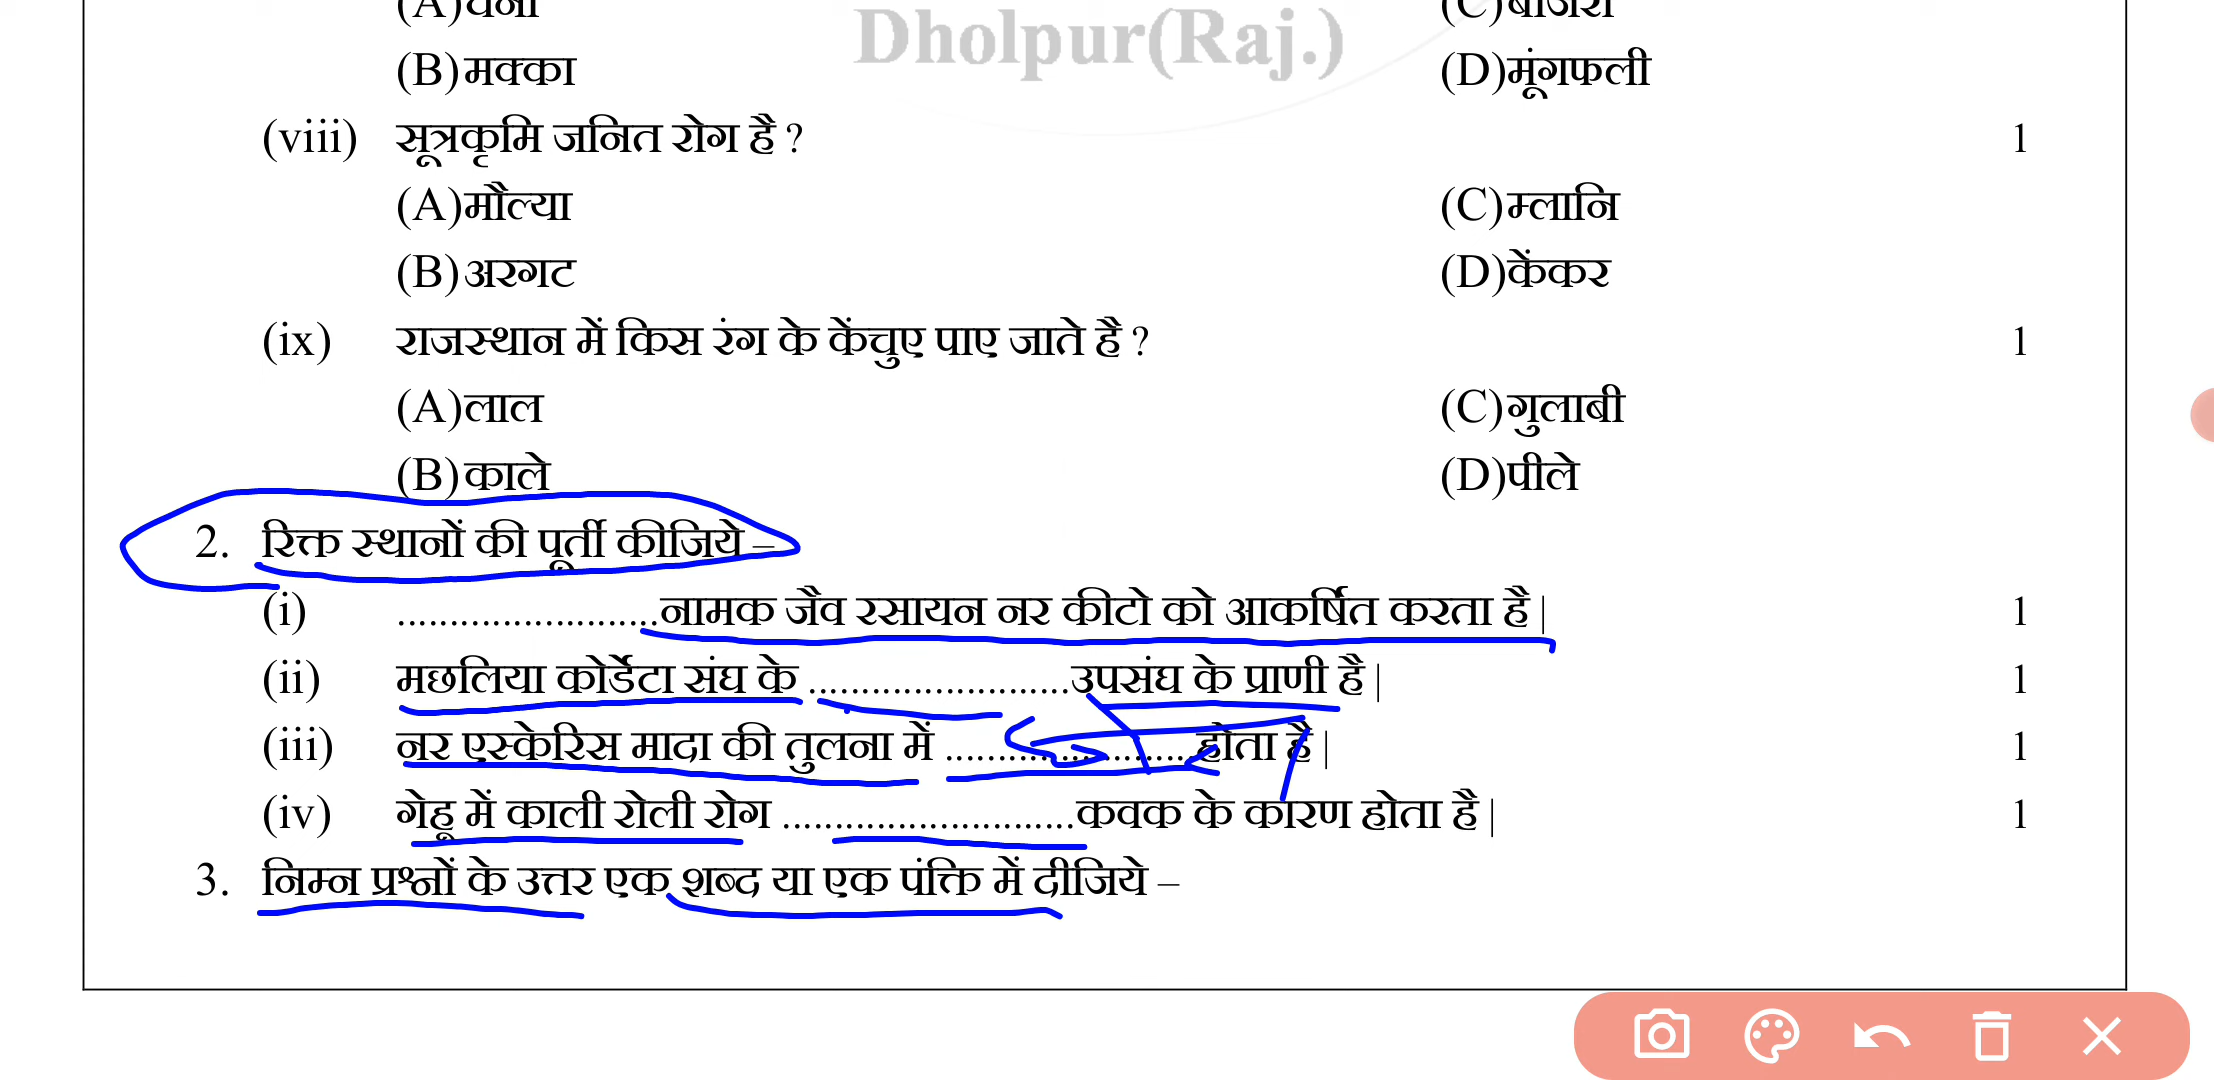 (A)चना (C)बाजरा
Dholpur(Raj.)
(B)मक्का (D)मूंगफली
(viii) सूत्रकृमि जनित रोग है ? 1
(A)मौल्या (C)म्लानि
(B)अरगट (D)केंकर
(ix) राजस्थान में किस रंग के केंचुए पाए जाते है ? 1
(A)लाल (C)गुलाबी
(B)काले (D)पीले
2. रिक्त स्थानों की पूर्ती कीजिये –
(i) .........................नामक जैव रसायन नर कीटो को आकर्षित करता है| 1
(ii) मछलिया कोर्डेटा संघ के .........................उपसंघ के प्राणी है| 1
(iii) नर एस्केरिस मादा की तुलना में ........................होता है| 1
(iv) गेहू में काली रोली रोग ............................कवक के कारण होता है| 1
3. निम्न प्रश्नों के उत्तर एक शब्द या एक पंक्ति में दीजिये –